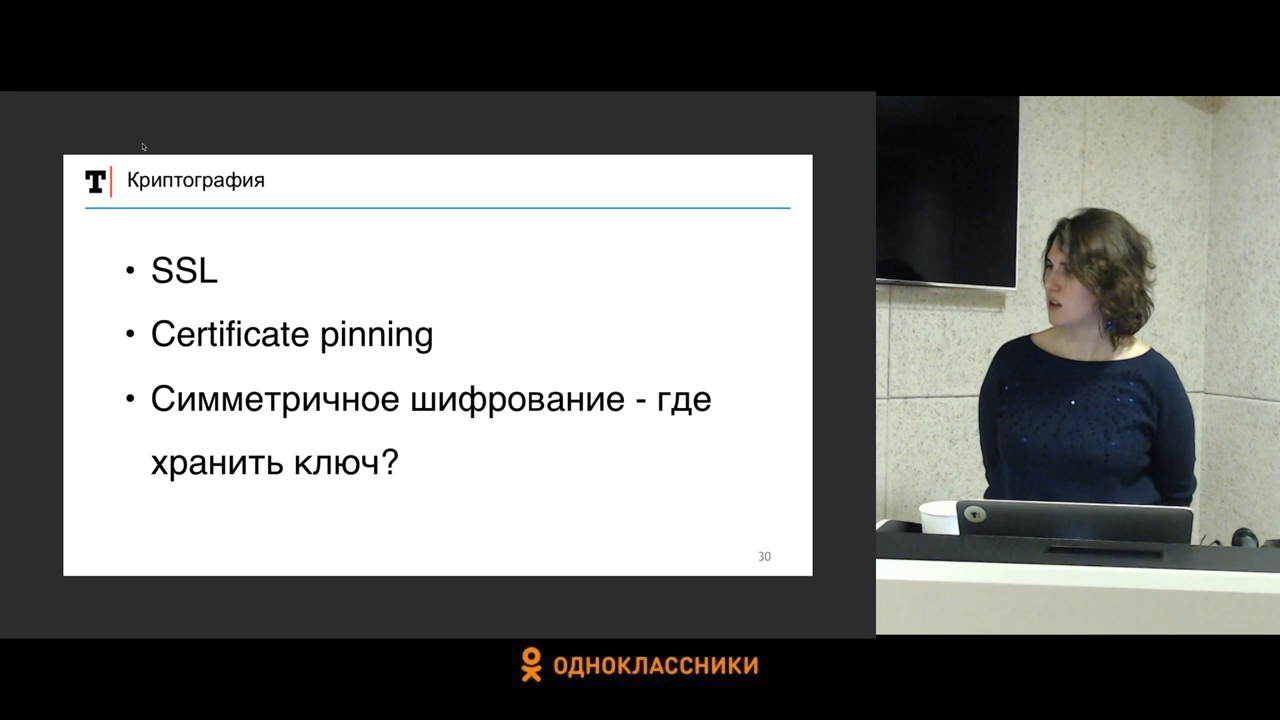 T
Криптография
• SSL
• Certificate pinning
• Симметричное шифрование - где
хранить ключ?
30
ОДНОКЛАССНИКИ